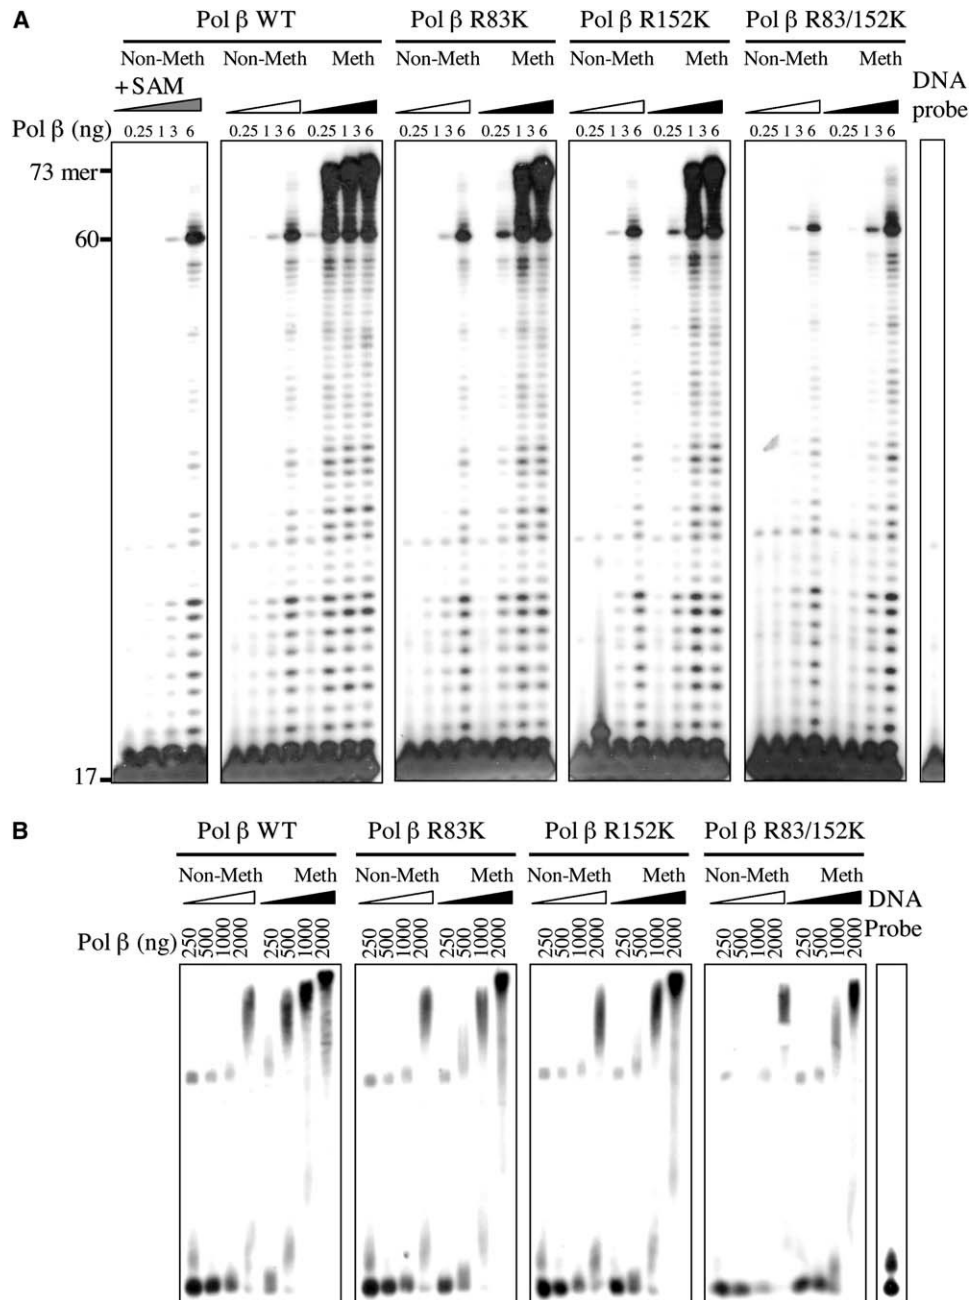 A
Pol β WT Pol β R83K Pol β R152K Pol β R83/152K
Non-Meth Non-Meth Meth Non-Meth Meth Non-Meth Meth Non-Meth Meth
+ SAM DNA
probe
Pol β (ng) 0.25 1 3 6 0.25 1 3 6 0.25 1 3 6 0.25 1 3 6 0.25 1 3 6 0.25 1 3 6 0.25 1 3 6 0.25 1 3 6 0.25 1 3 6
73 mer
60
17
B
Pol β WT Pol β R83K Pol β R152K Pol β R83/152K
Non-Meth Meth Non-Meth Meth Non-Meth Meth Non-Meth Meth
DNA
Pol β (ng) 250 500 1000 2000 250 500 1000 2000 250 500 1000 2000 250 500 1000 2000 250 500 1000 2000 250 500 1000 2000 250 500 1000 2000 250 500 1000 2000 Probe